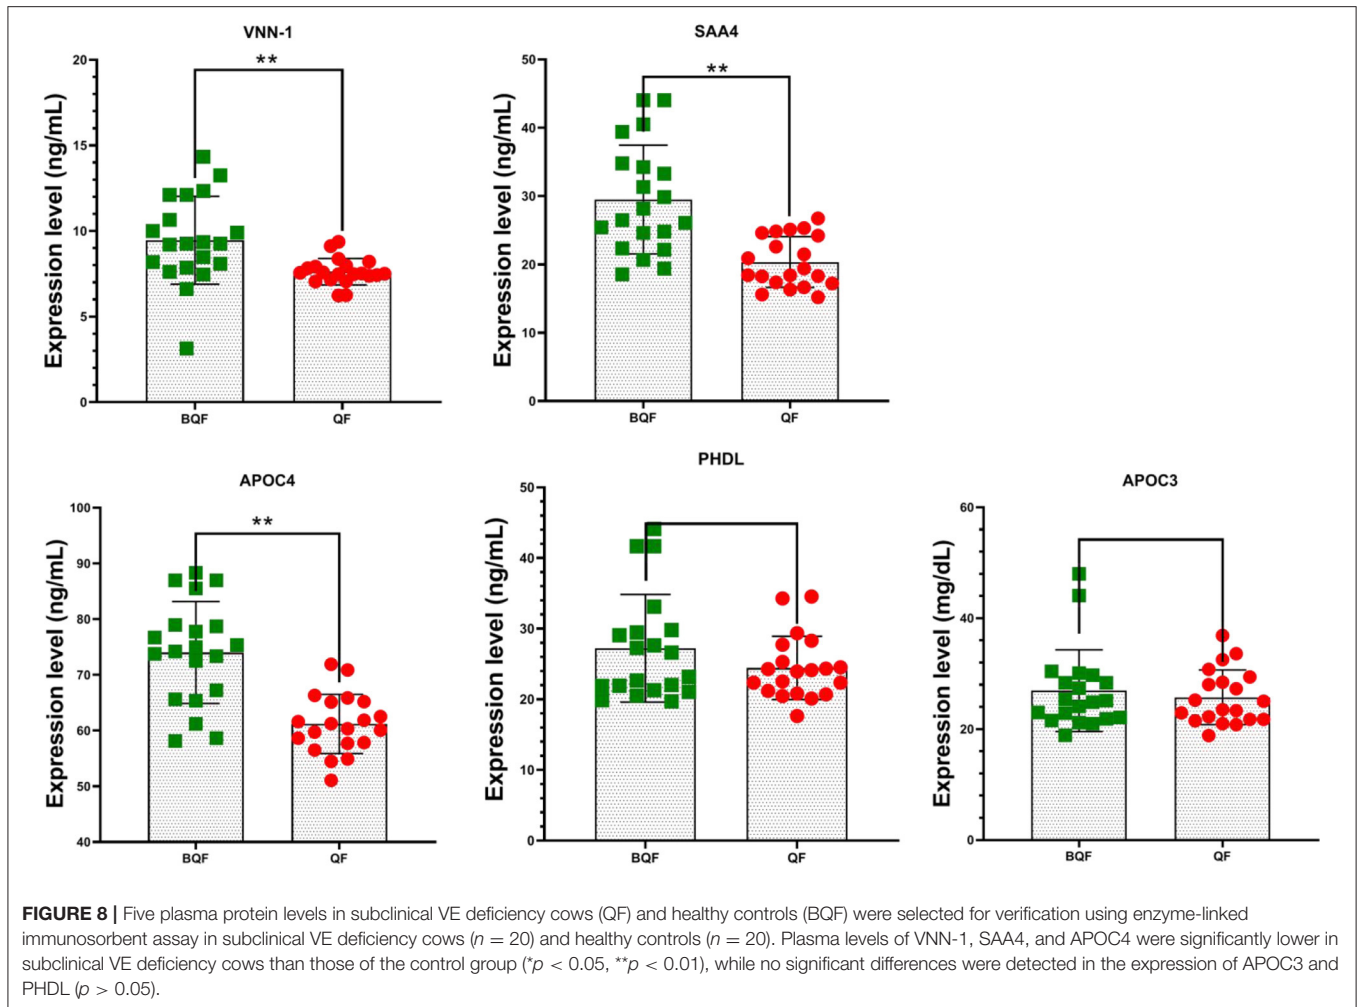 VNN-1
**
Expression level (ng/mL)
20
15
10
5
0
BQF QF
SAA4
**
Expression level (ng/mL)
50
40
30
20
10
0
BQF QF
APOC4
**
Expression level (ng/mL)
100
90
80
70
60
50
40
BQF QF
PHDL
Expression level (ng/mL)
50
40
30
20
10
0
BQF QF
APOC3
Expression level (mg/dL)
60
40
20
0
BQF QF
FIGURE 8 | Five plasma protein levels in subclinical VE deficiency cows (QF) and healthy controls (BQF) were selected for verification using enzyme-linked
immunosorbent assay in subclinical VE deficiency cows (n = 20) and healthy controls (n = 20). Plasma levels of VNN-1, SAA4, and APOC4 were significantly lower in
subclinical VE deficiency cows than those of the control group (*p < 0.05, **p < 0.01), while no significant differences were detected in the expression of APOC3 and
PHDL (p > 0.05).